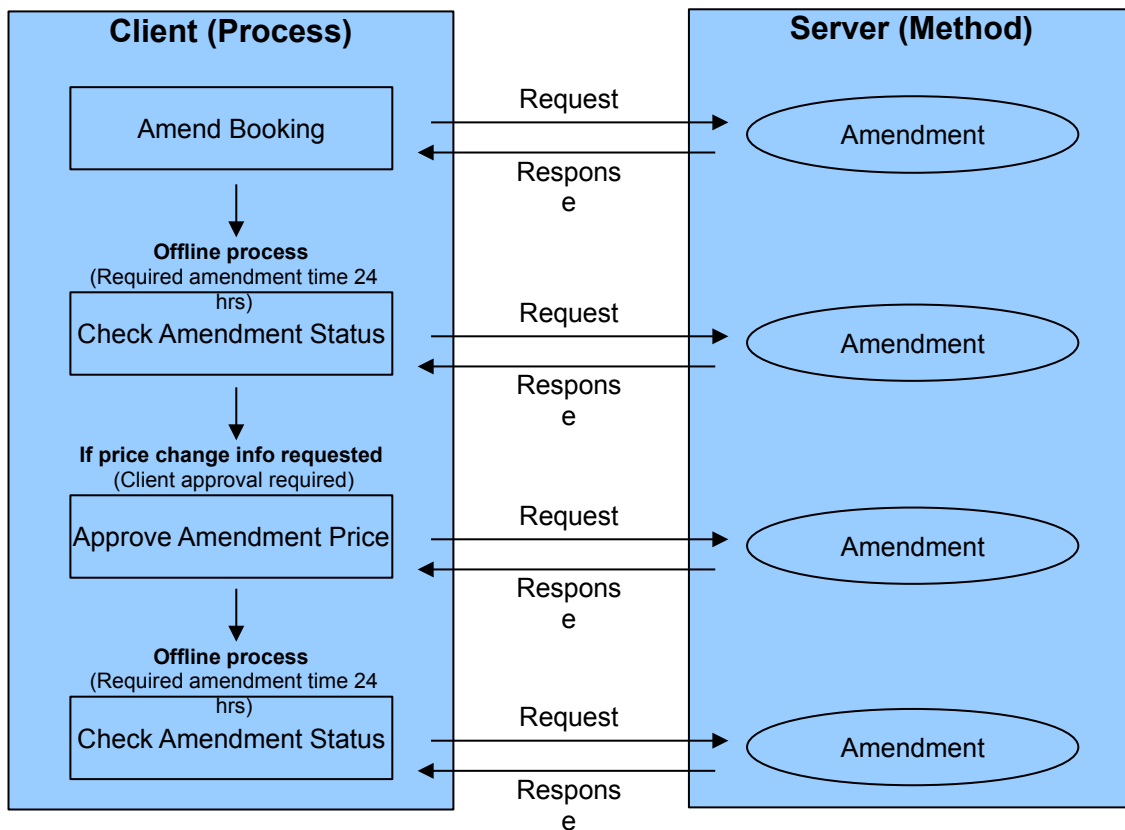 Client (Process)
Server (Method)
Amend Booking
Request
Respons
e
Amendment
Offline process
(Required amendment time 24
hrs)
Check Amendment Status
Request
Respons
e
Amendment
If price change info requested
(Client approval required)
Approve Amendment Price
Request
Respons
e
Amendment
Offline process
(Required amendment time 24
hrs)
Check Amendment Status
Request
Respons
e
Amendment